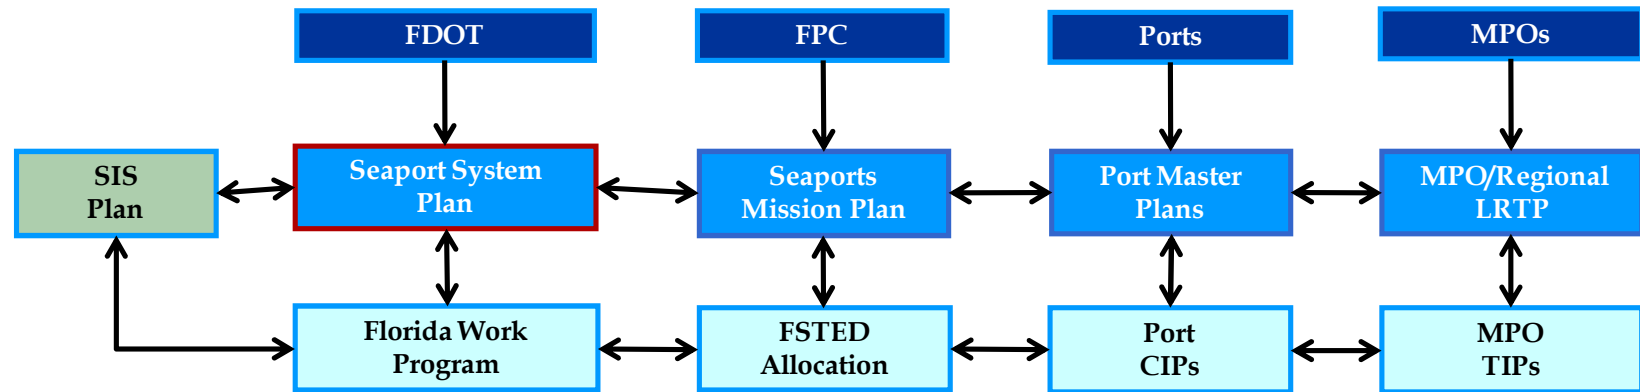 FDOT
FPC
Ports
MPOs
SIS
Plan
Seaport System
Plan
Seaports
Mission Plan
Port Master
Plans
MPO/Regional
LRTP
Florida Work
Program
FSTED
Allocation
Port
CIPs
MPO
TIPs